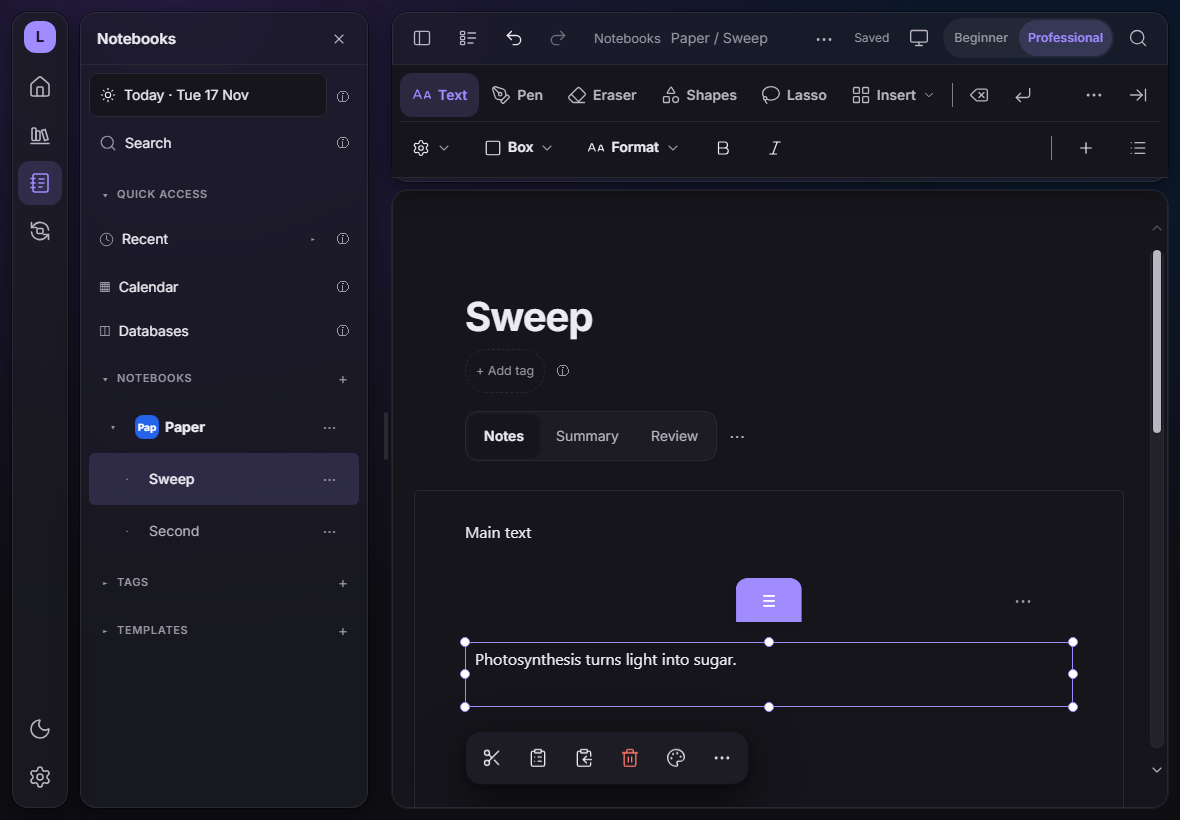 L
Notebooks
Today · Tue 17 Nov
Search
QUICK ACCESS
Recent
Calendar
Databases
NOTEBOOKS
Pap Paper
Sweep
Second
TAGS
TEMPLATES
Notebooks Paper / Sweep
Saved
Beginner Professional
AA Text Pen Eraser Shapes Lasso Insert
Box AA Format B I
Sweep
+ Add tag
Notes Summary Review
Main text
Photosynthesis turns light into sugar.